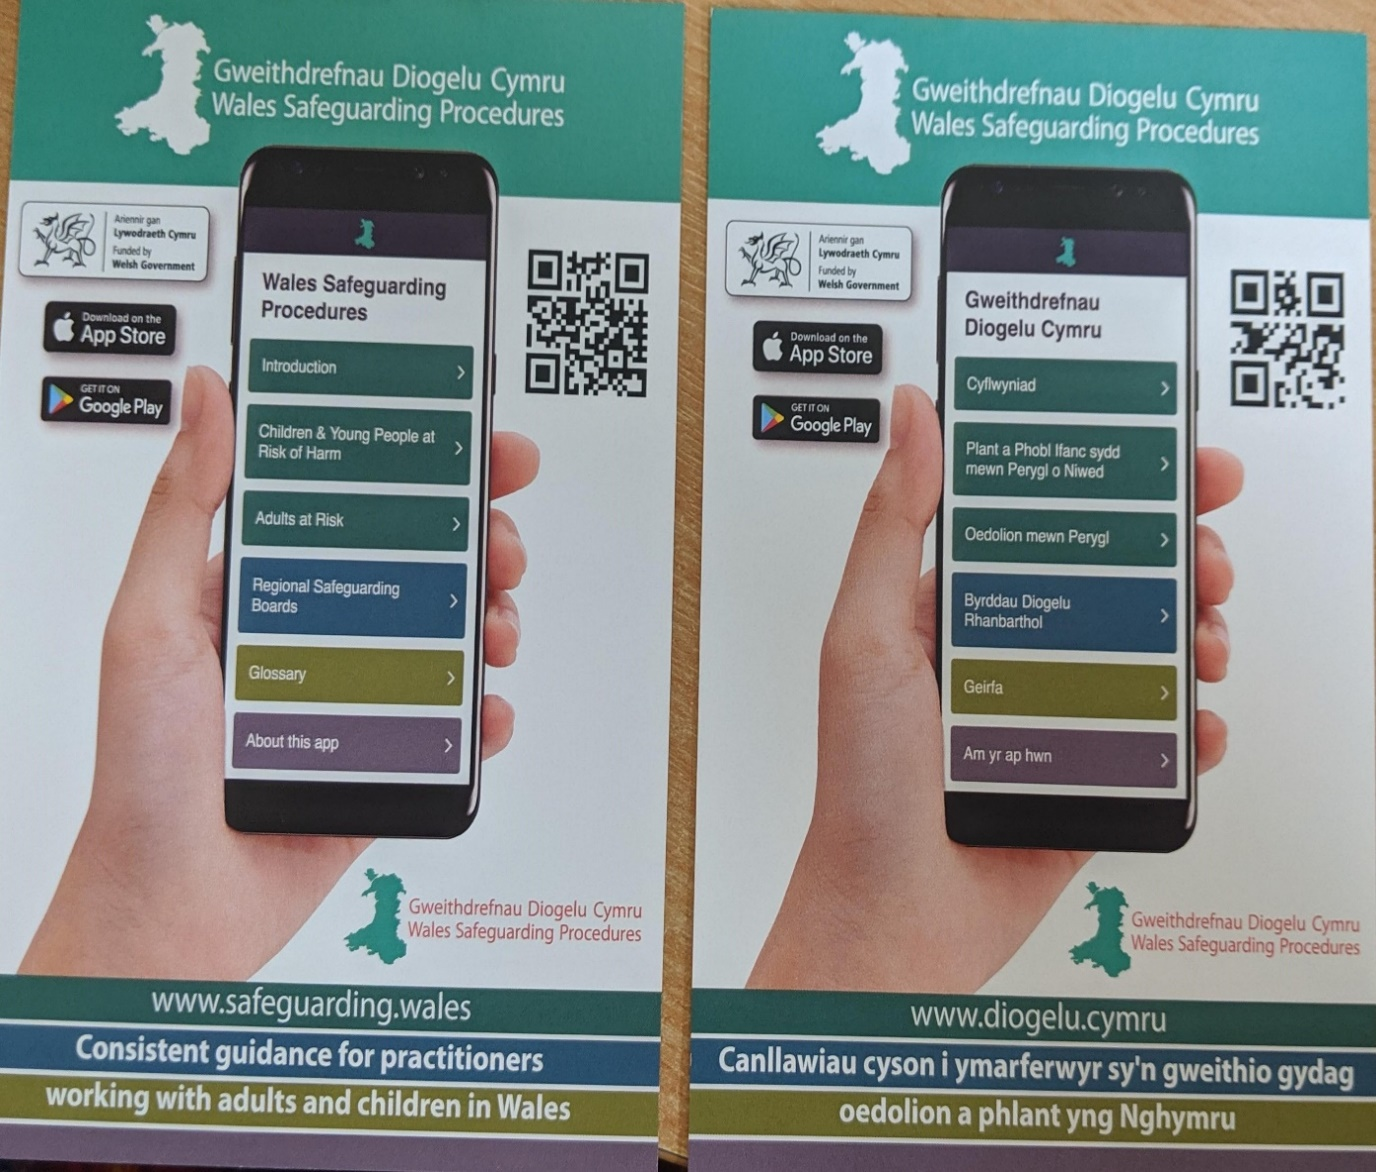 Gweithdrefnau Diogelu Cymru
Wales Safeguarding Procedures
Ariennir gan
Lywodraeth Cymru
Funded by
Welsh Government
Download on the
App Store
GET IT ON
Google Play
Wales Safeguarding
Procedures
Introduction
Children & Young People at
Risk of Harm
Adults at Risk
Regional Safeguarding
Boards
Glossary
About this app
Gweithdrefnau Diogelu Cymru
Wales Safeguarding Procedures
www.safeguarding.wales
Consistent guidance for practitioners
working with adults and children in Wales
Gweithdrefnau Diogelu Cymru
Wales Safeguarding Procedures
Ariennir gan
Lywodraeth Cymru
Funded by
Welsh Government
Download on the
App Store
GET IT ON
Google Play
Gweithdrefnau
Diogelu Cymru
Cyflwyniad
Plant a Phobl Ifanc sydd
mewn Perygl o Niwed
Oedolion mewn Perygl
Byrddau Diogelu
Rhanbarthol
Geirfa
Am yr ap hwn
Gweithdrefnau Diogelu Cymru
Wales Safeguarding Procedures
www.diogelu.cymru
Canllawiau cyson i ymarferwyr sy'n gweithio gydag
oedolion a phlant yng Nghymru